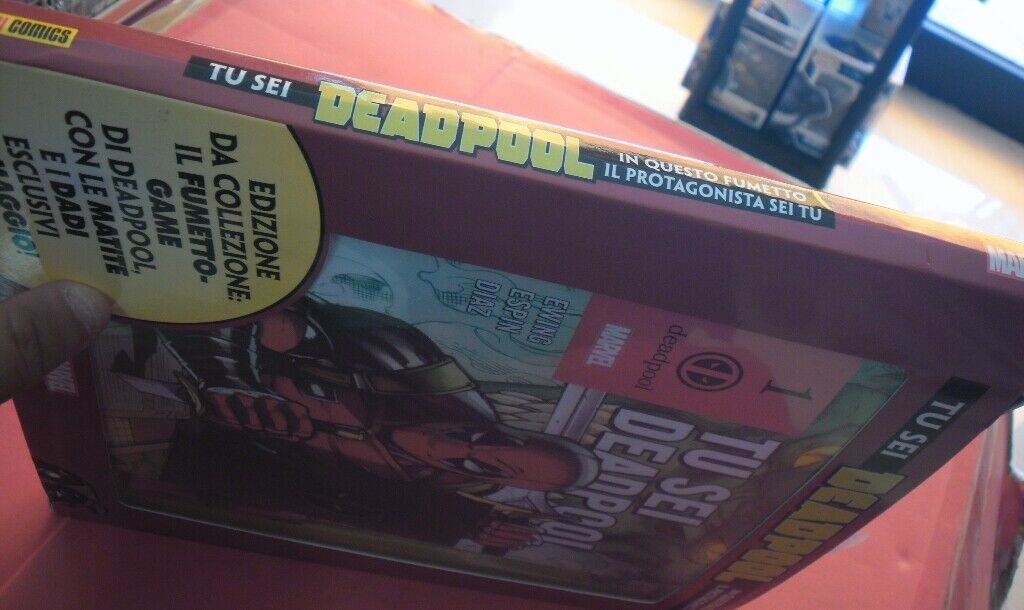 COMICS
TU SEI
DEADPOOL
IN QUESTO FUMETTO
IL PROTAGONISTA SEI TU
EDIZIONE
DA COLLEZIONE:
IL FUMETTO-
GAME
DI DEADPOOL,
CON LE MATITE
E I DADI
ESCLUSIVI
EWING
ESPIN
DIAZ
MARVEL
deadpool
1
TU SEI
DEADPOOL
TU SEI
DEADPOOL